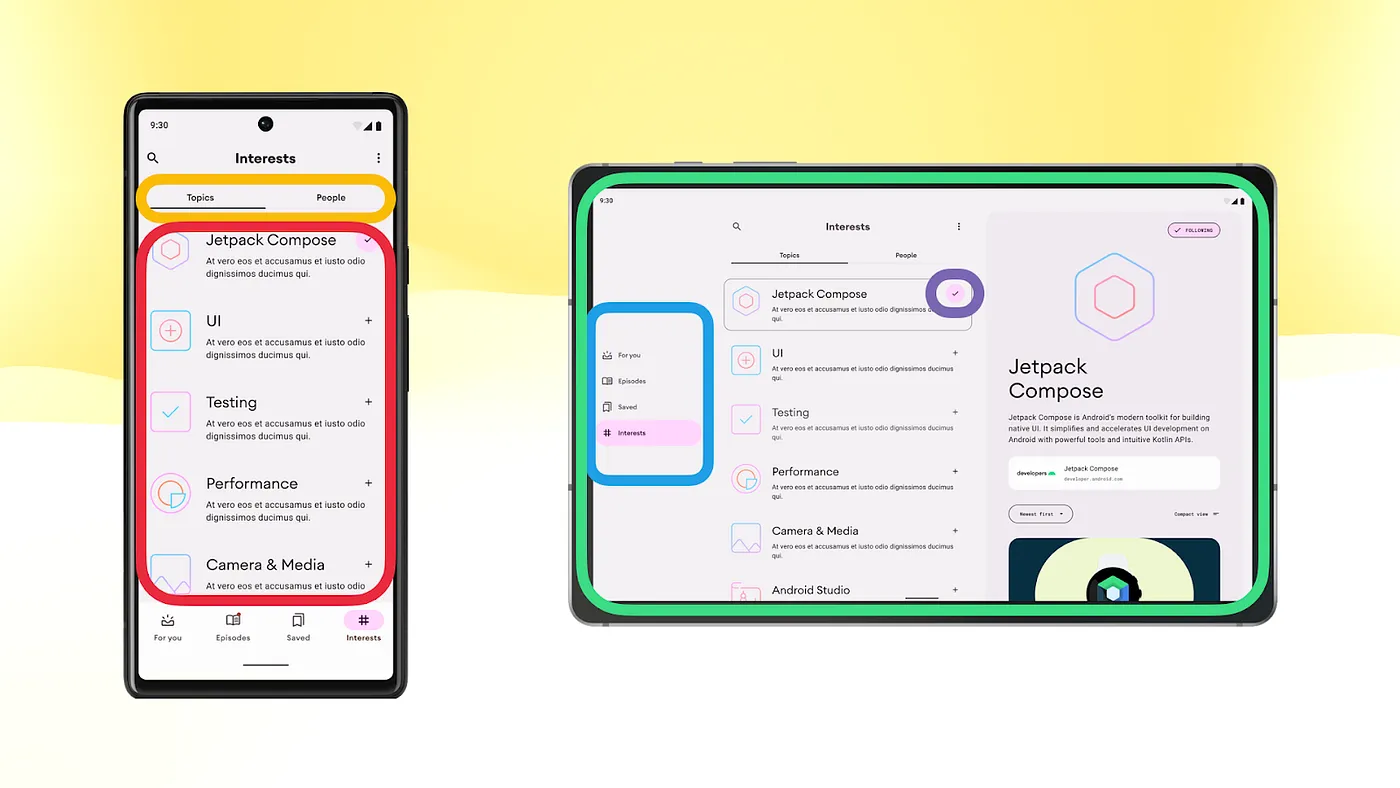 9:30
Interests
Topics People
Jetpack Compose
At vero eos et accusamus et iusto odio
dignissimos ducimus qui.
UI
At vero eos et accusamus et iusto odio
dignissimos ducimus qui.
Testing
At vero eos et accusamus et iusto odio
dignissimos ducimus qui.
Performance
At vero eos et accusamus et iusto odio
dignissimos ducimus qui.
Camera & Media
At vero eos et accusamus et iusto odio
For you Episodes Saved Interests
9:30
For you
Episodes
Saved
Interests
Interests
Topics People
Jetpack Compose
At vero eos et accusamus et iusto odio dignissimos
qui.
UI
At vero eos et accusamus et iusto odio dignissimos ducimus
qui.
Testing
At vero eos et accusamus et iusto odio dignissimos ducimus
qui.
Performance
At vero eos et accusamus et iusto odio dignissimos ducimus
qui.
Camera & Media
At vero eos et accusamus et iusto odio dignissimos ducimus
qui.
Android Studio
FOLLOWING
Jetpack
Compose
Jetpack Compose is Android's modern toolkit for building
native UI. It simplifies and accelerates UI development on
Android with powerful tools and intuitive Kotlin APIs.
developers
Jetpack Compose
developer.android.com
Newest first
Compact view